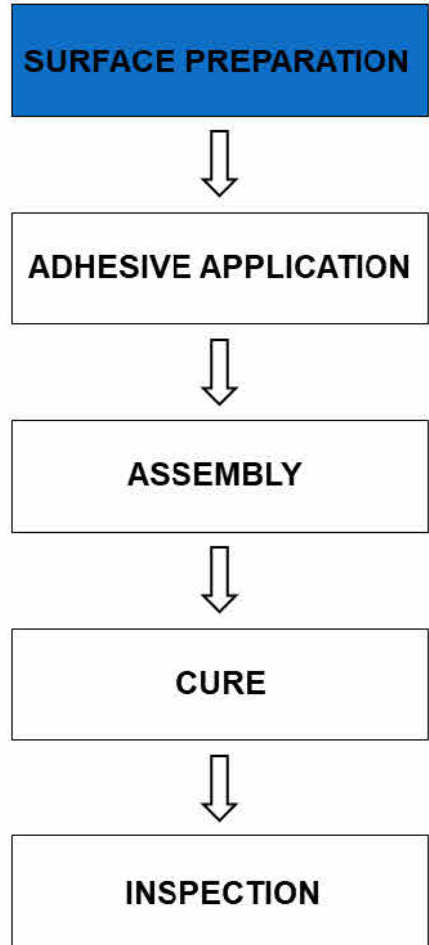 SURFACE PREPARATION
ADHESIVE APPLICATION
ASSEMBLY
CURE
INSPECTION